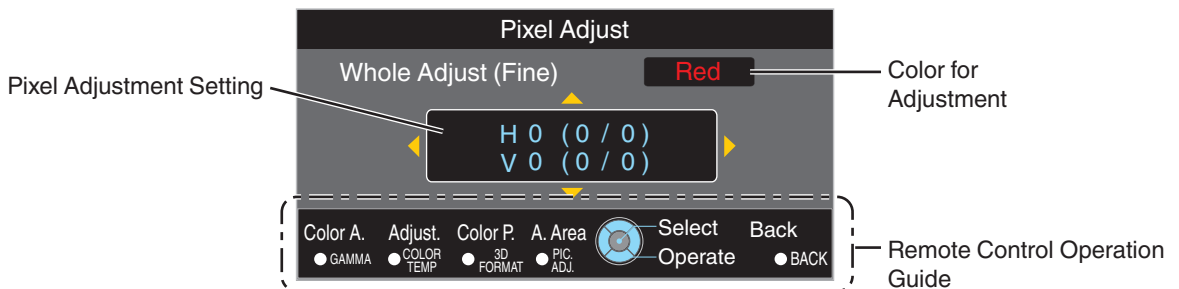 Pixel Adjust
Whole Adjust (Fine) Red
Pixel Adjustment Setting
Color for
Adjustment
H 0 (0 / 0)
V 0 (0 / 0)
Color A. Adjust. Color P. A. Area Select Back
GAMMA COLOR TEMP 3D FORMAT PIC. ADJ. Operate BACK
Remote Control Operation
Guide